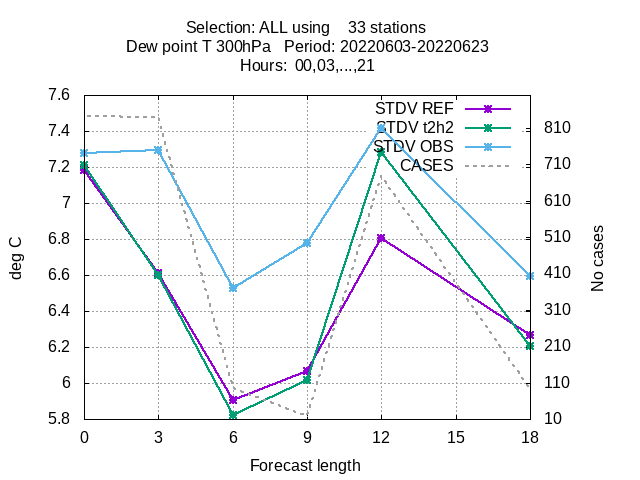 Selection: ALL using 33 stations
Dew point T 300hPa Period: 20220603-20220623
Hours: 00,03,...,21
STDV REF
STDV t2h2
STDV OBS
CASES
7.6
7.4
7.2
7
6.8
6.6
6.4
6.2
6
5.8
deg C
810
710
610
510
410
310
210
110
10
No cases
0 3 6 9 12 15 18
Forecast length